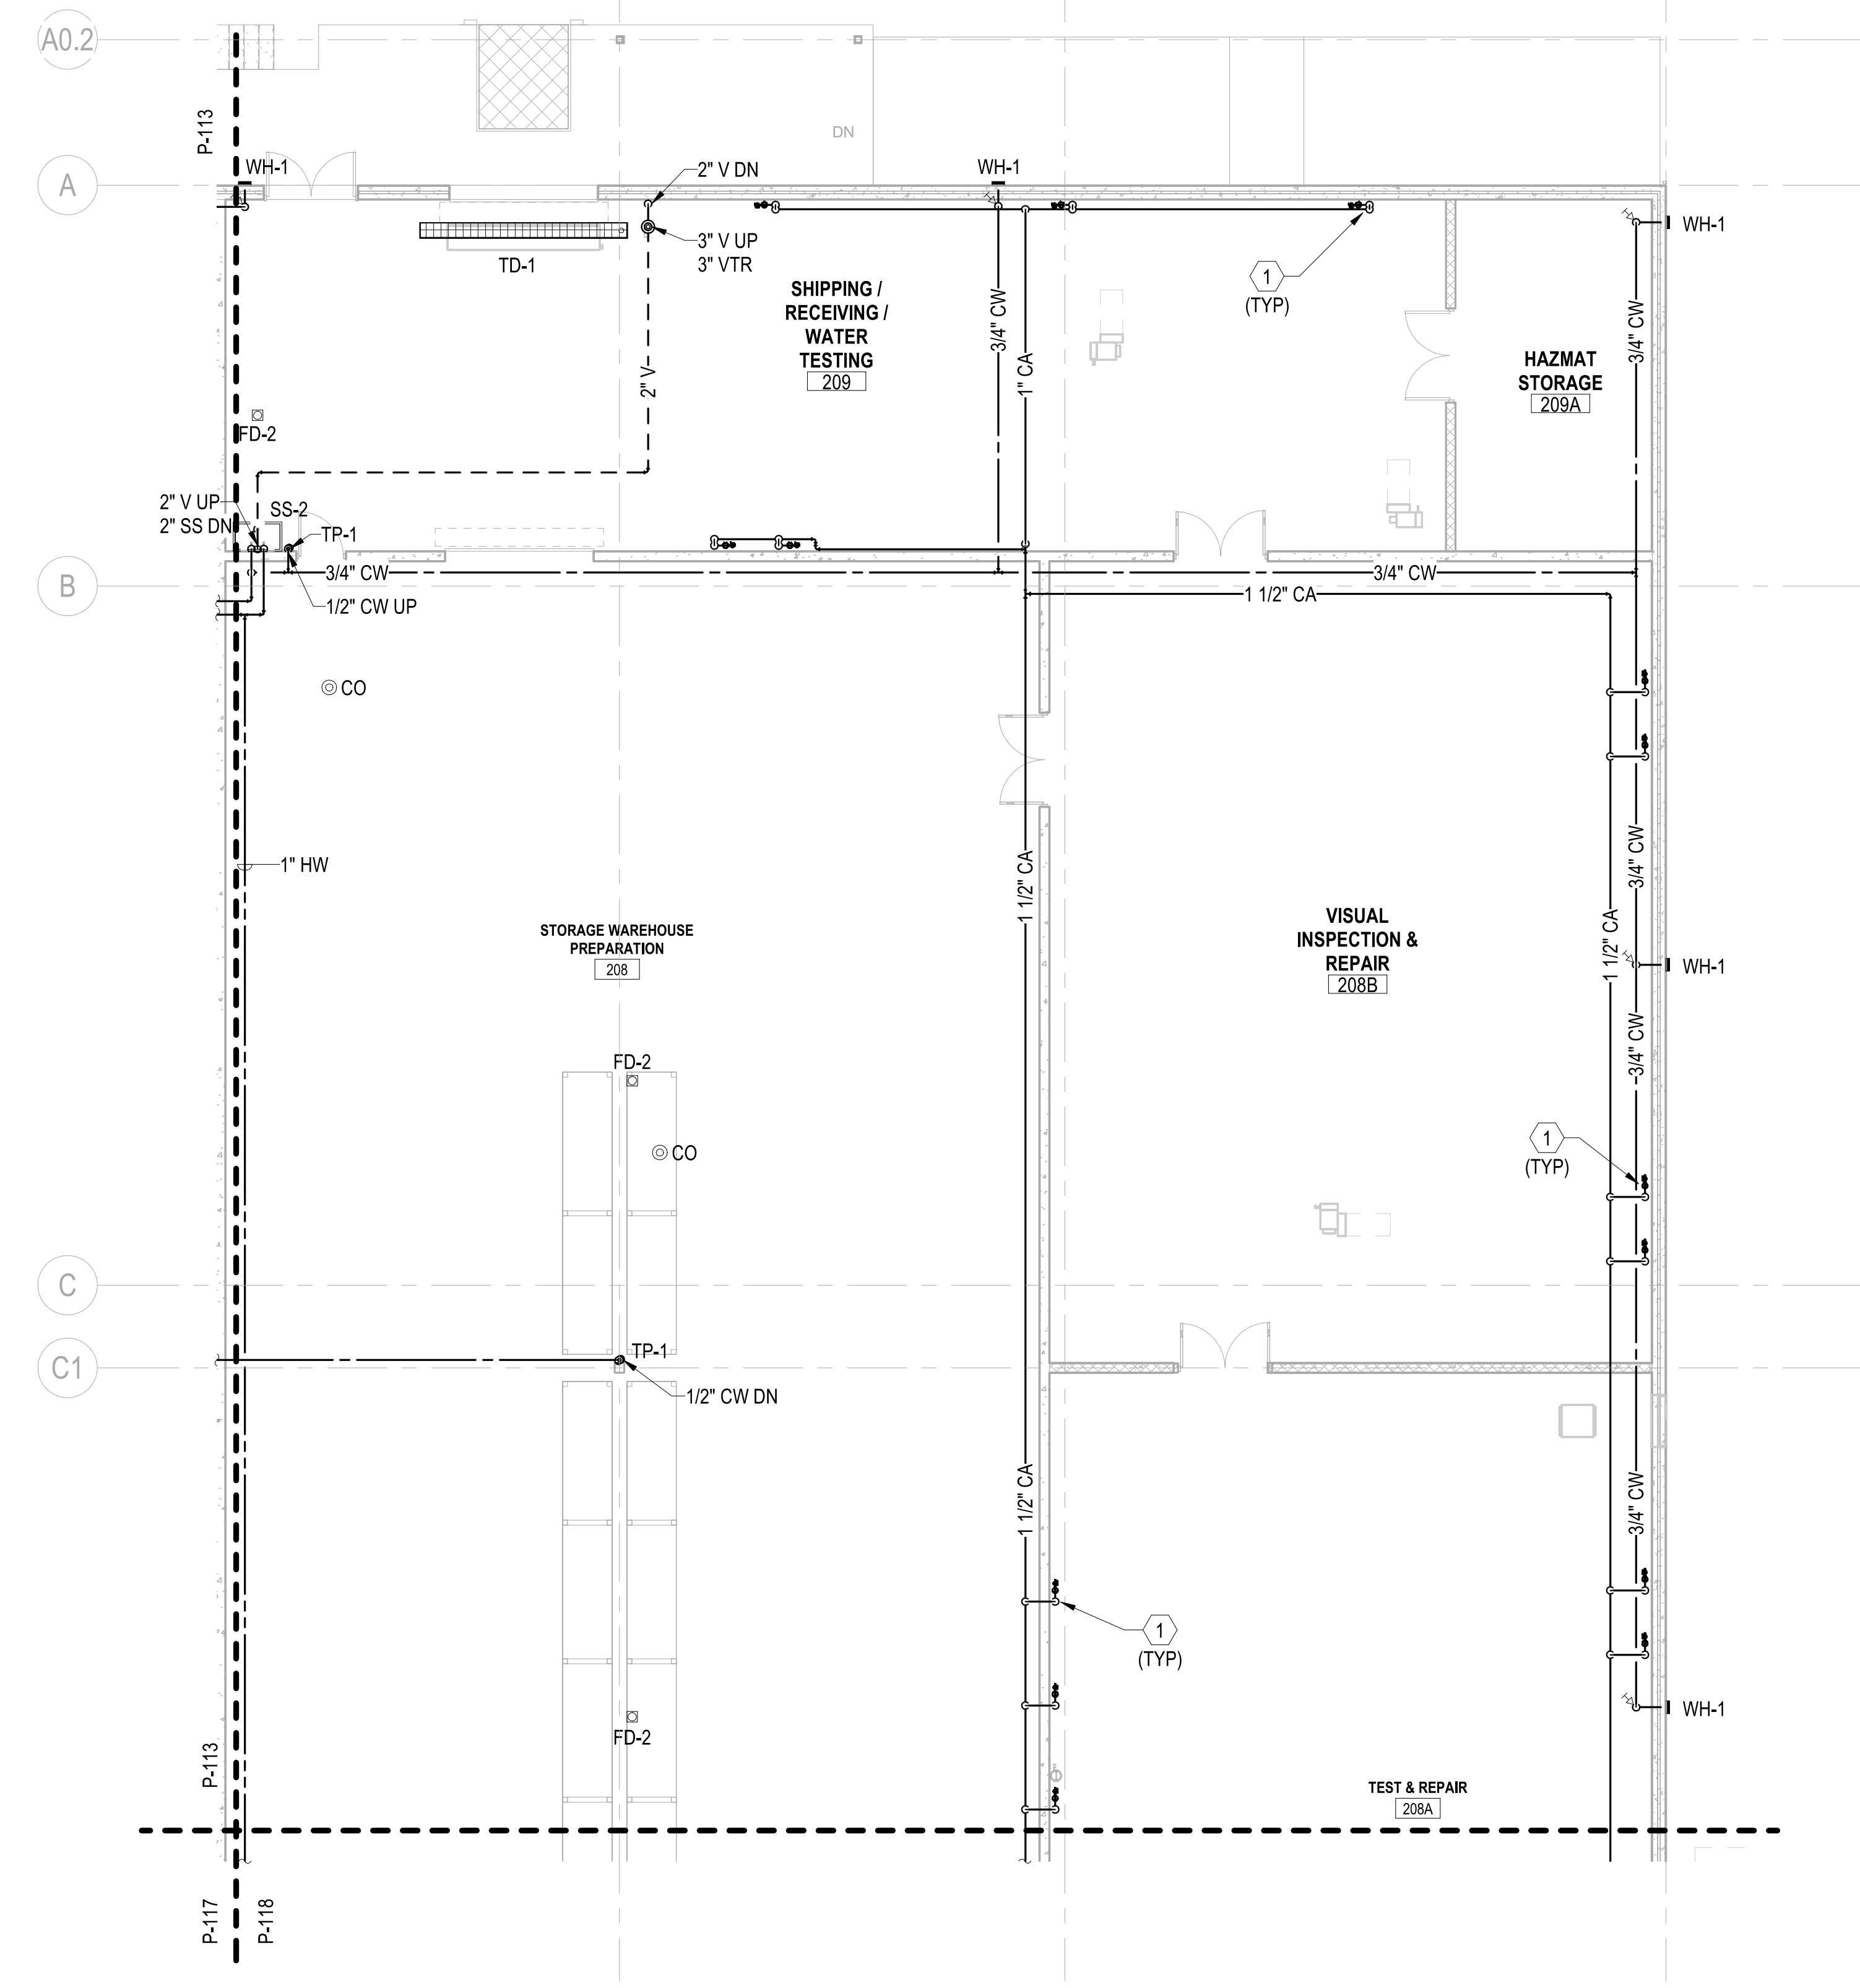 A0.2
P-113
DN
A
WH-1
WH-1
2" V DN
3" V UP
3" VTR
TD-1
WH-1
SHIPPING /
RECEIVING /
WATER
TESTING
209
1
(TYP)
3/4" CW
1" CA
3/4" CW
2" V
HAZMAT
STORAGE
209A
FD-2
2" V UP
2" SS DN
SS-2
TP-1
B
3/4" CW
3/4" CW
1 1/2" CA
1/2" CW UP
CO
1" HW
1 1/2" CA
3/4" CW
STORAGE WAREHOUSE
PREPARATION
208
VISUAL
INSPECTION &
REPAIR
208B
1 1/2" CA
WH-1
3/4" CW
FD-2
CO
1
(TYP)
C
C1
TP-1
1/2" CW DN
1 1/2" CA
3/4" CW
1
(TYP)
WH-1
FD-2
P-113
TEST & REPAIR
208A
P-117
P-118